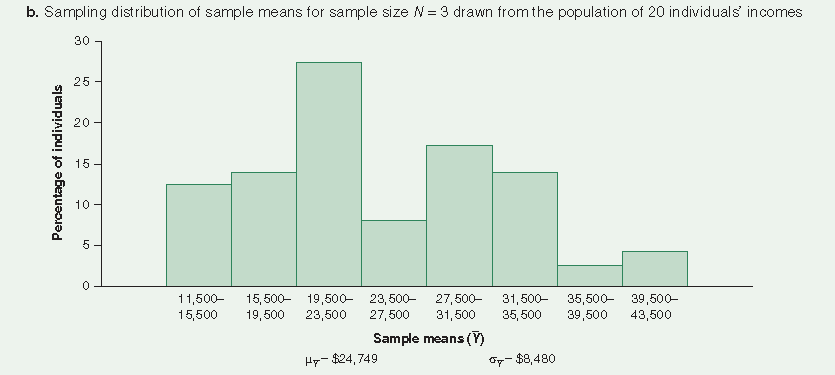 b. Sampling distribution of sample means for sample size N = 3 drawn from the population of 20 individuals’ incomes
Percentage of individuals
30
25
20
15
10
5
0
11,500– 15,500– 19,500– 23,500– 27,500– 31,500– 35,500– 39,500–
15,500 19,500 23,500 27,500 31,500 35,500 39,500 43,500
Sample means (Ȳ)
μȲ– $24,749 σȲ– $8,480